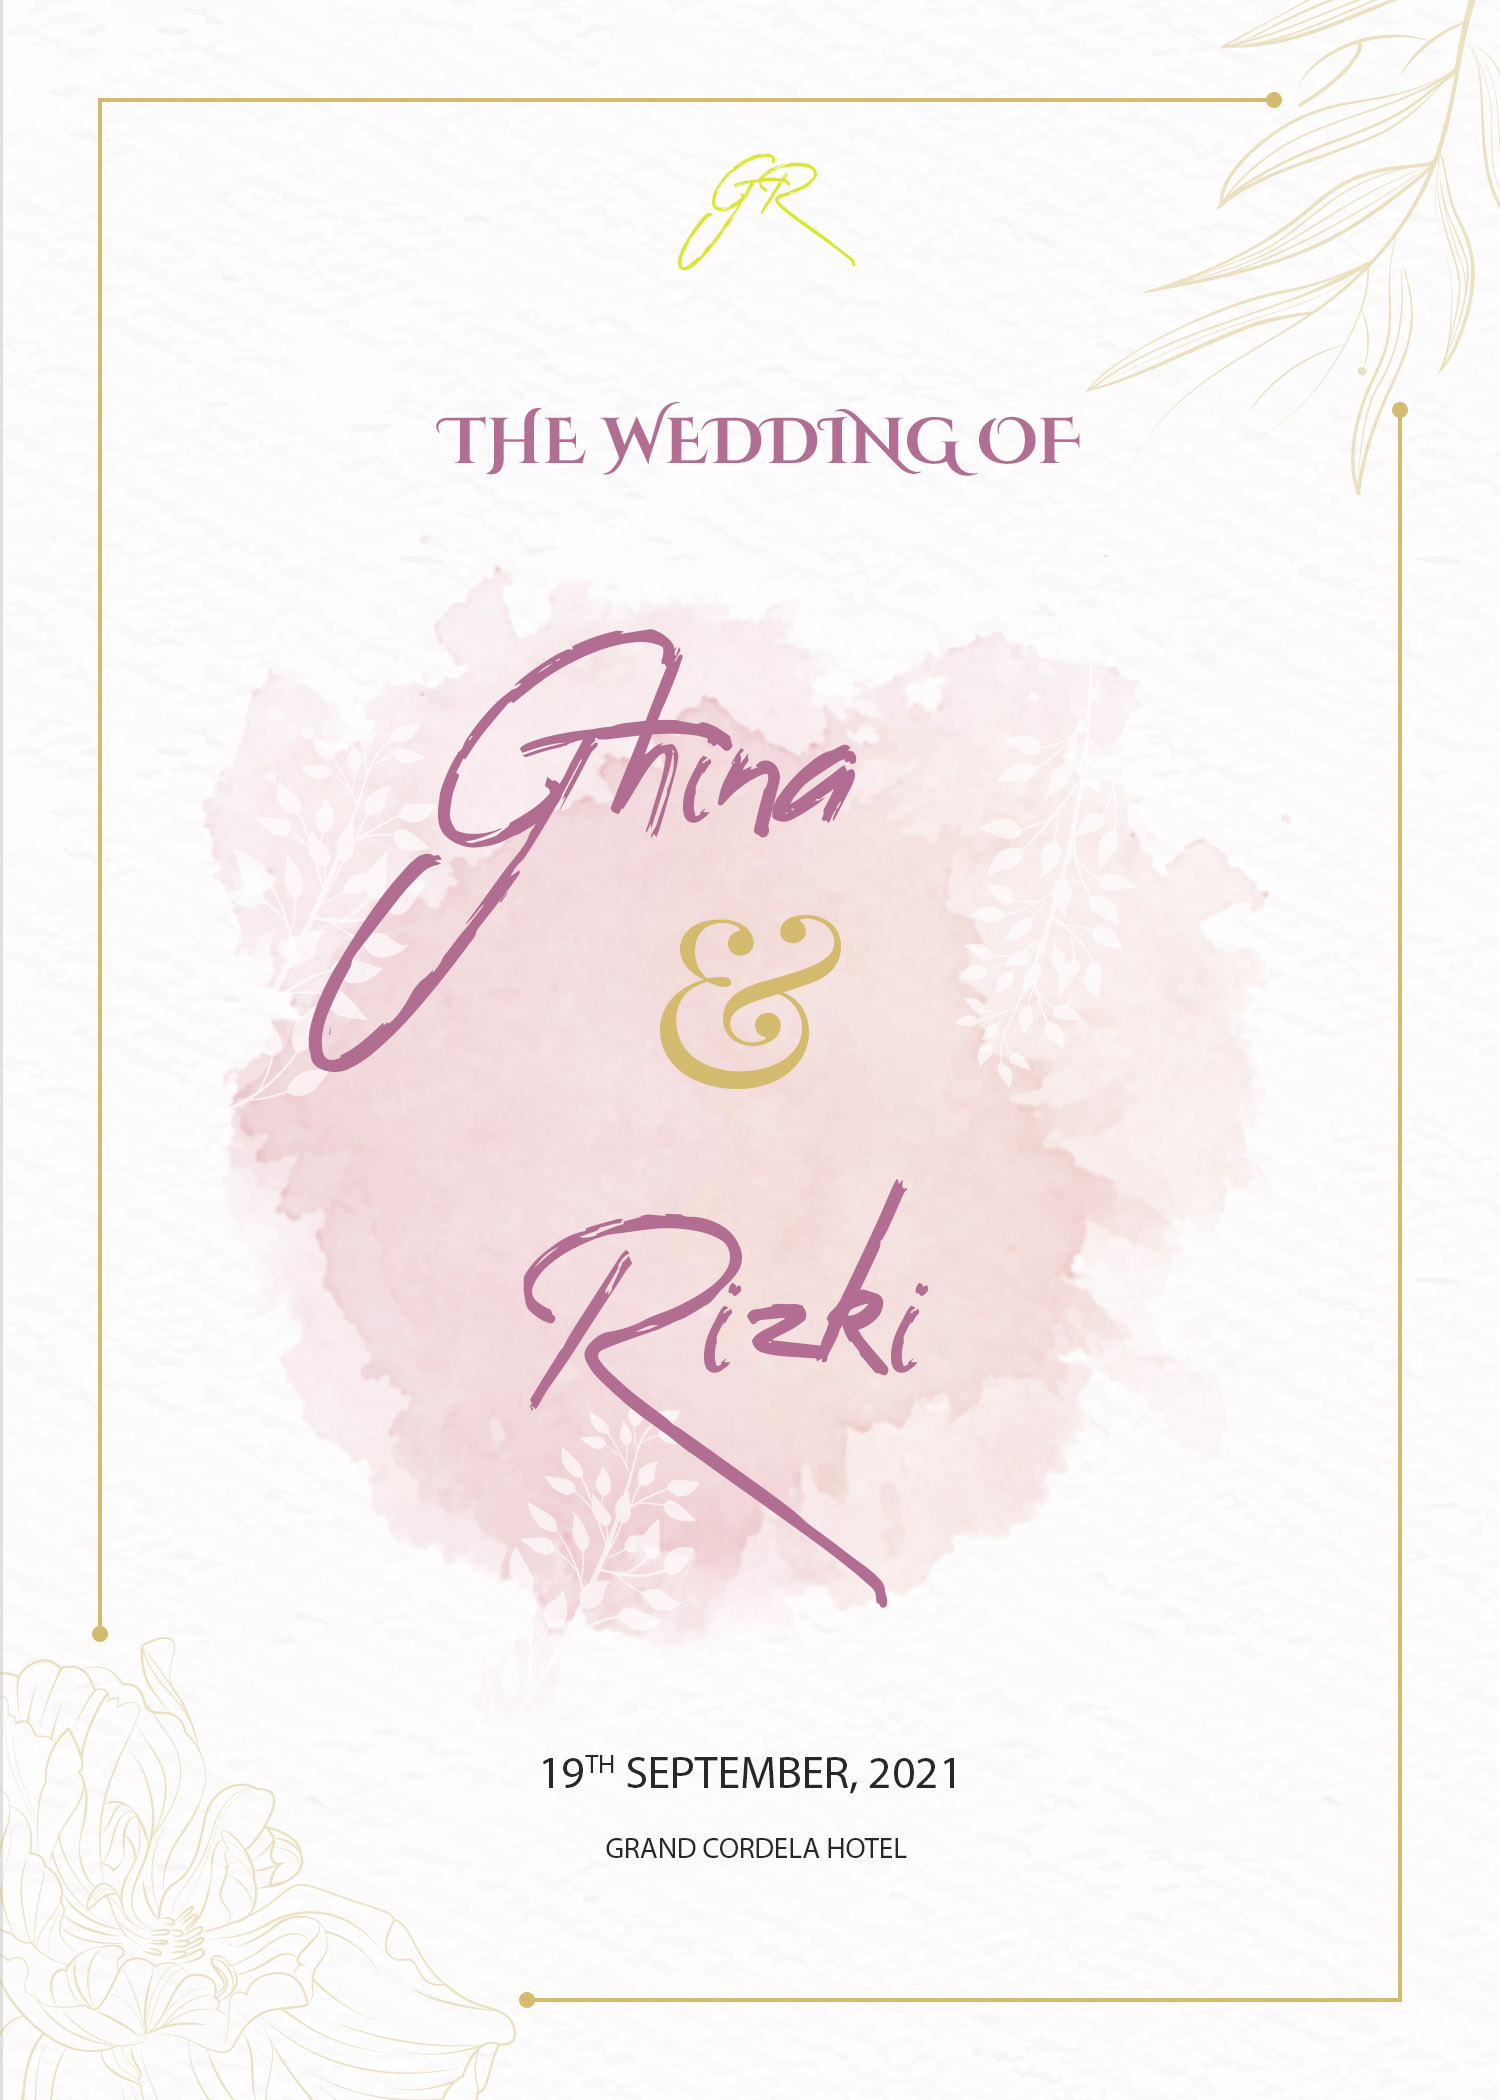 GR
THE WEDDING OF
Ghina
&
Rizki
19TH SEPTEMBER, 2021
GRAND CORDELA HOTEL